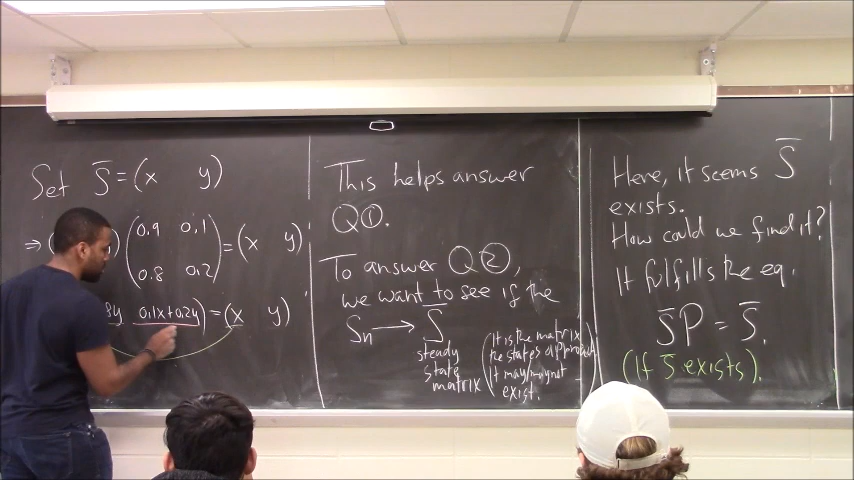 Set S̄ = (x y)
⇒ ( ) (0.9 0.1
0.8 0.2) = (x y)
8y 0.1x+0.2y) = (x y)
This helps answer
Q①.
To answer Q②,
we want to see if the
Sn → S̄
steady
state
matrix
(It is the matrix
the states approach
It may/may not
exist.
Here, it seems S̄
exists.
How could we find it?
It fulfills the eq.
S̄P = S̄.
(If S̄ exists).